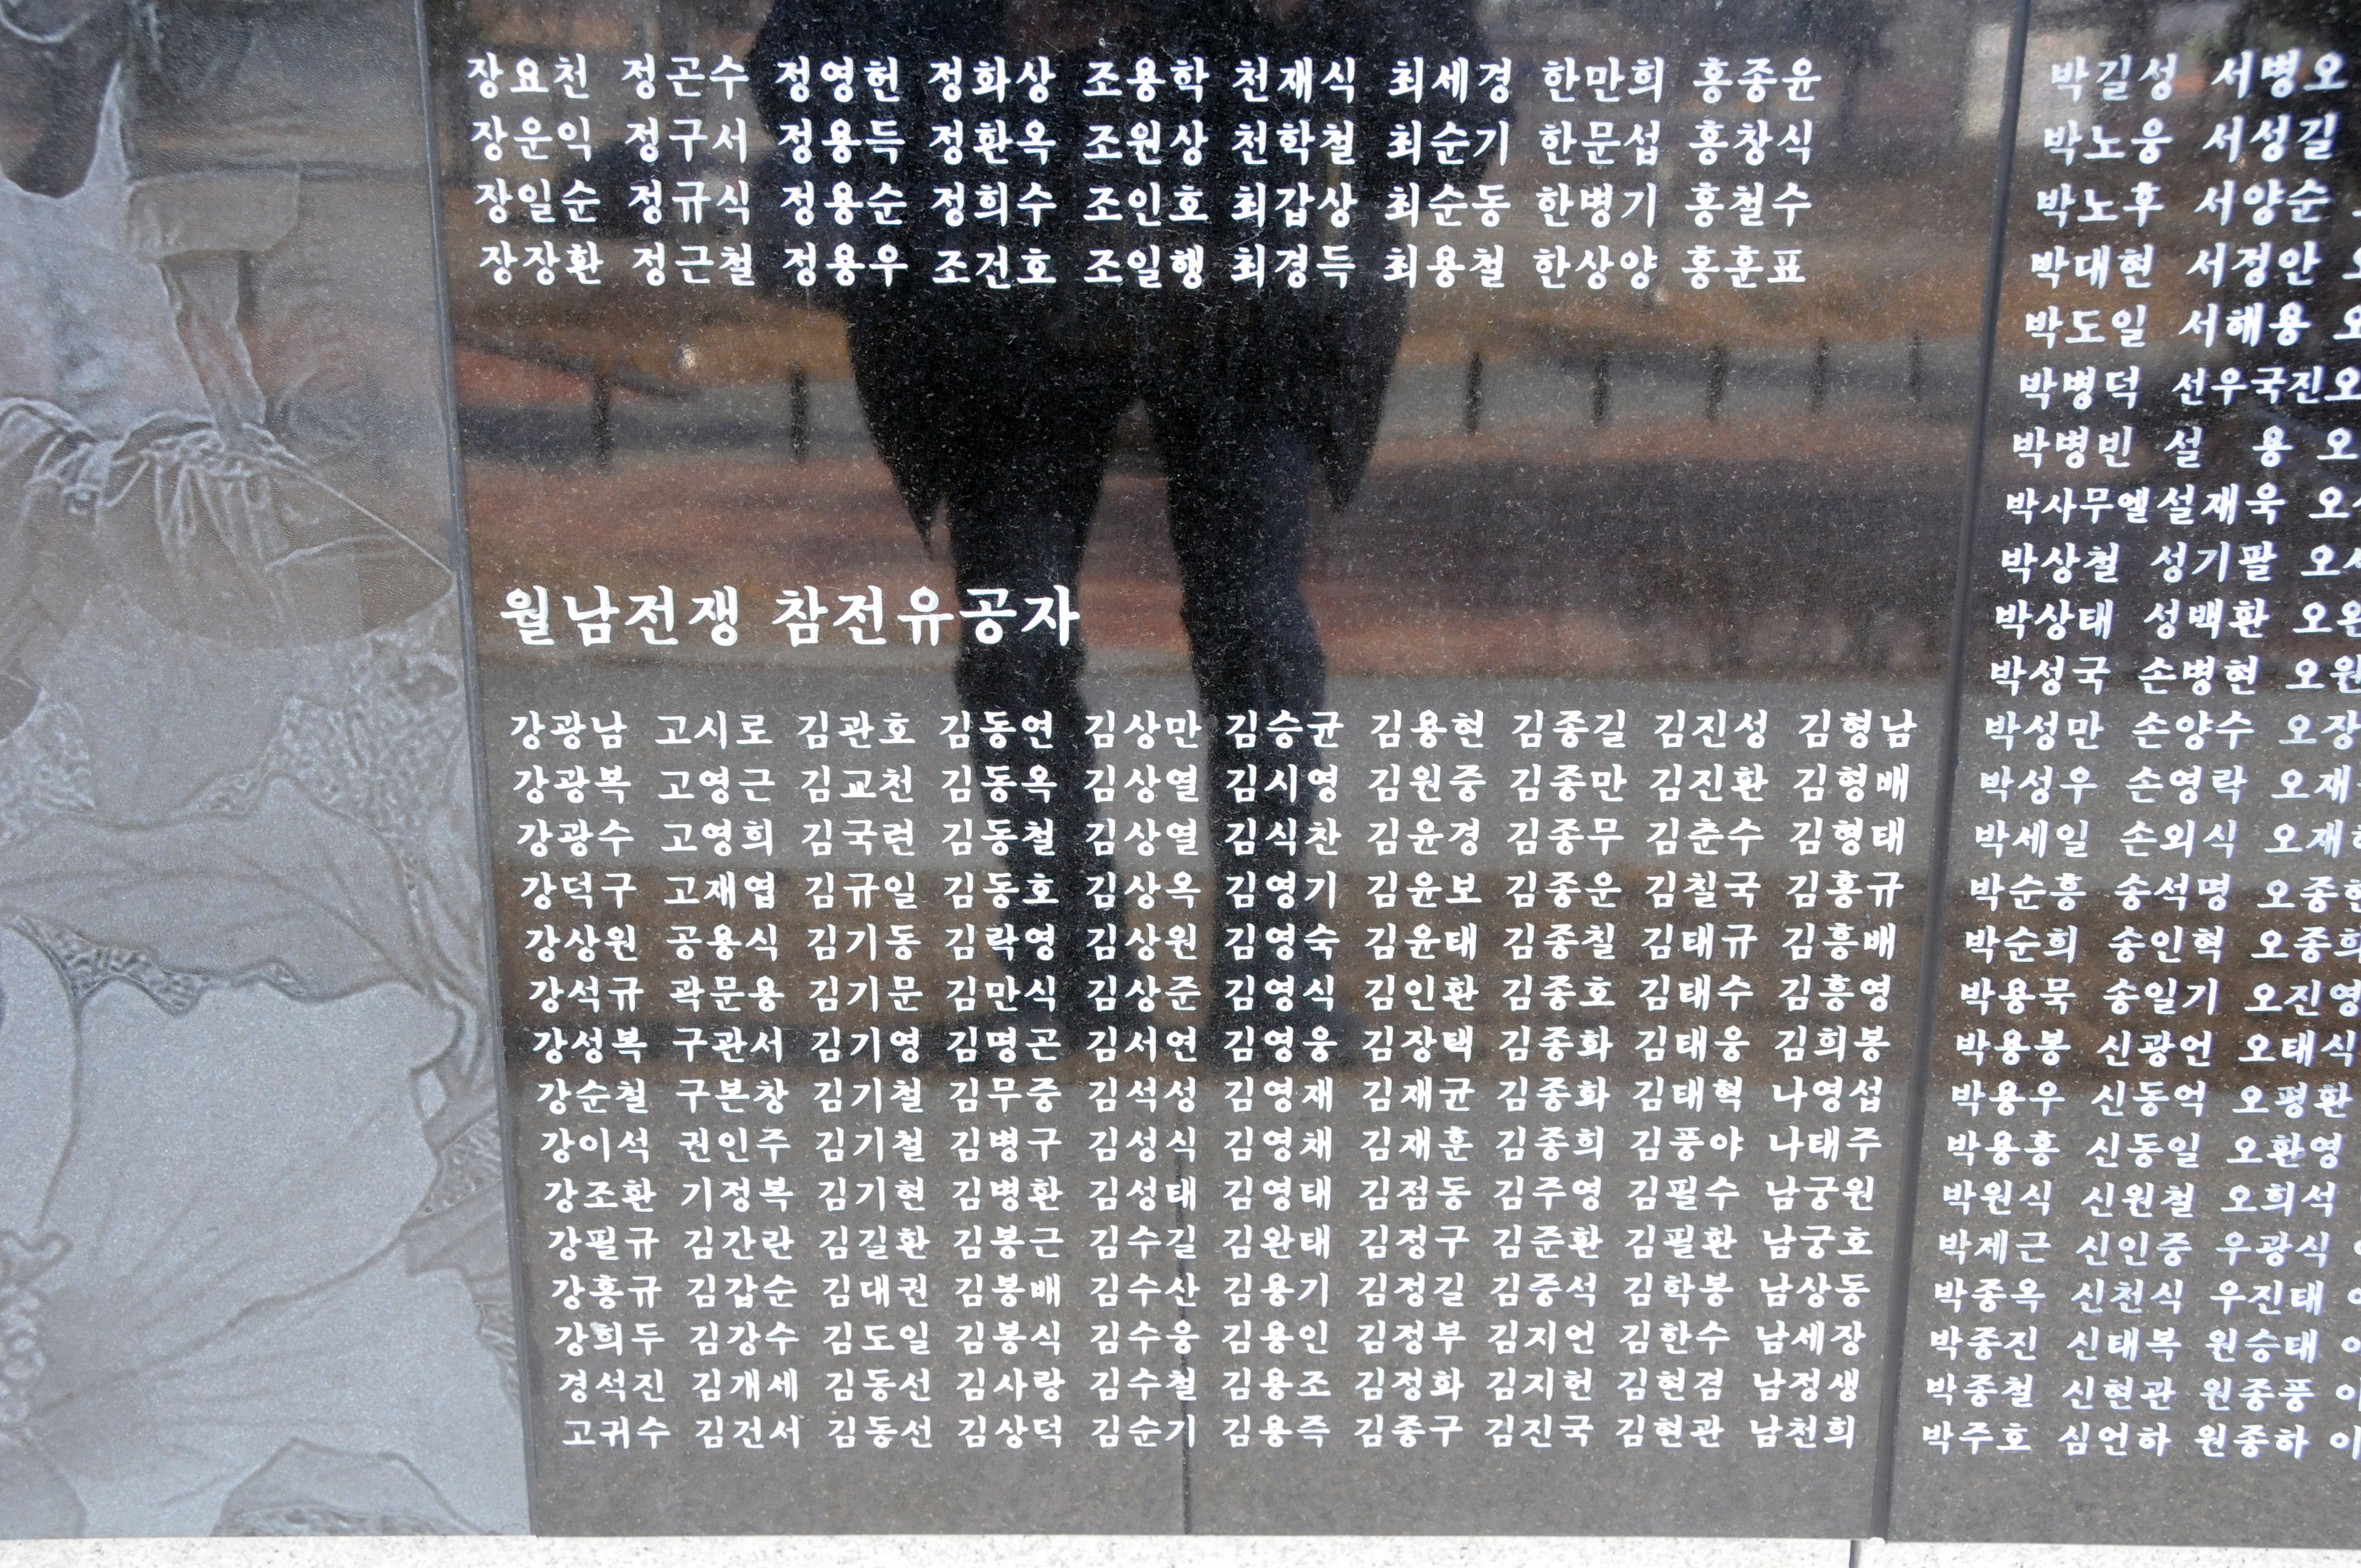 장요천 정곤수 정영헌 정화상 조용학 천재식 최세경 한만희 홍종윤
장운익 정구서 정용득 정환옥 조원상 천학철 최순기 한문섭 홍창식
장일순 정규식 정용순 정희수 조인호 최갑상 최순동 한병기 홍철수
장장환 정근철 정용우 조건호 조일행 최경득 최용철 한상양 홍훈표
월남전쟁 참전유공자
강광남 고시로 김관호 김동연 김상만 김승균 김용현 김종길 김진성 김형남
강광복 고영근 김교천 김동옥 김상열 김시영 김원중 김종만 김진환 김형배
강광수 고영희 김국련 김동철 김상열 김식찬 김윤경 김종무 김춘수 김형태
강덕구 고재엽 김규일 김동호 김상옥 김영기 김윤보 김종운 김칠국 김홍규
강상원 공용식 김기동 김락영 김상원 김영숙 김윤태 김종칠 김태규 김흥배
강석규 곽문용 김기문 김만식 김상준 김영식 김인환 김종호 김태수 김흥영
강성복 구관서 김기영 김명곤 김서연 김영웅 김장택 김종화 김태웅 김희봉
강순철 구본창 김기철 김무중 김석성 김영재 김재균 김종화 김태혁 나영섭
강이석 권인주 김기철 김병구 김성식 김영채 김재훈 김종희 김풍야 나태주
강조환 기정복 김기현 김병환 김성태 김영태 김점동 김주영 김필수 남궁원
강필규 김간란 김길환 김봉근 김수길 김완태 김정구 김준환 김필환 남궁호
강흥규 김갑순 김대권 김봉배 김수산 김용기 김정길 김중석 김학봉 남상동
강희두 김강수 김도일 김봉식 김수웅 김용인 김정부 김지언 김한수 남세장
경석진 김개세 김동선 김사랑 김수철 김용조 김정화 김지헌 김현겸 남정생
고귀수 김건서 김동선 김상덕 김순기 김용즉 김종구 김진국 김현관 남천희
박길성 서병오
박노웅 서성길
박노후 서양순
박대현 서정안
박도일 서해용
박병덕 선우국진
박병빈 설 용
박사무엘 설재욱
박상철 성기팔
박상태 성백환
박성국 손병현
박성만 손양수
박성우 손영락
박세일 손외식
박순흥 송석명
박순희 송인혁
박용묵 송일기 오진영
박용봉 신광언 오태식
박용우 신동억 오평환
박용흥 신동일 오환영
박원식 신원철 오희석
박제근 신인중 우광식
박종옥 신천식 우진태
박종진 신태복 원승태
박종철 신현관 원종풍
박주호 심언하 원종하